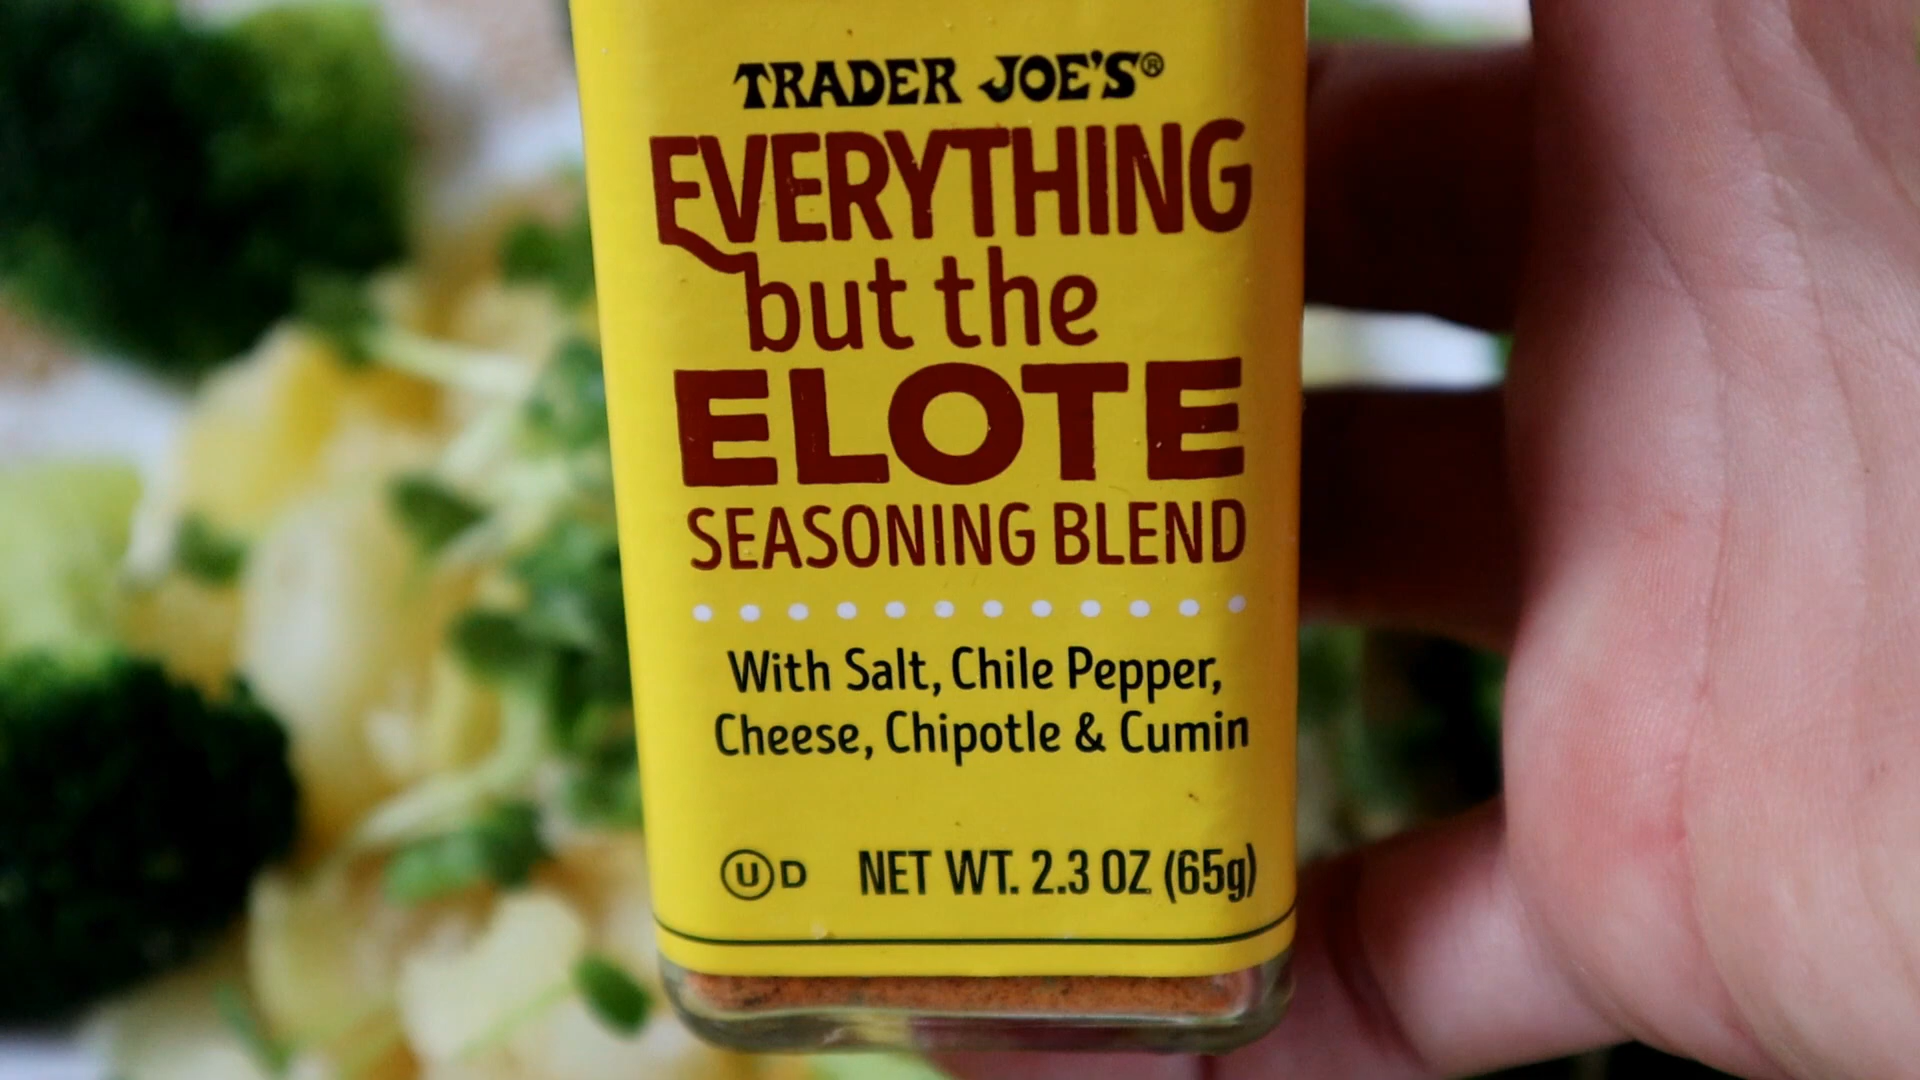 TRADER JOE'S®
EVERYTHING
but the
ELOTE
SEASONING BLEND
With Salt, Chile Pepper,
Cheese, Chipotle & Cumin
Ⓤ D NET WT. 2.3 OZ (65g)